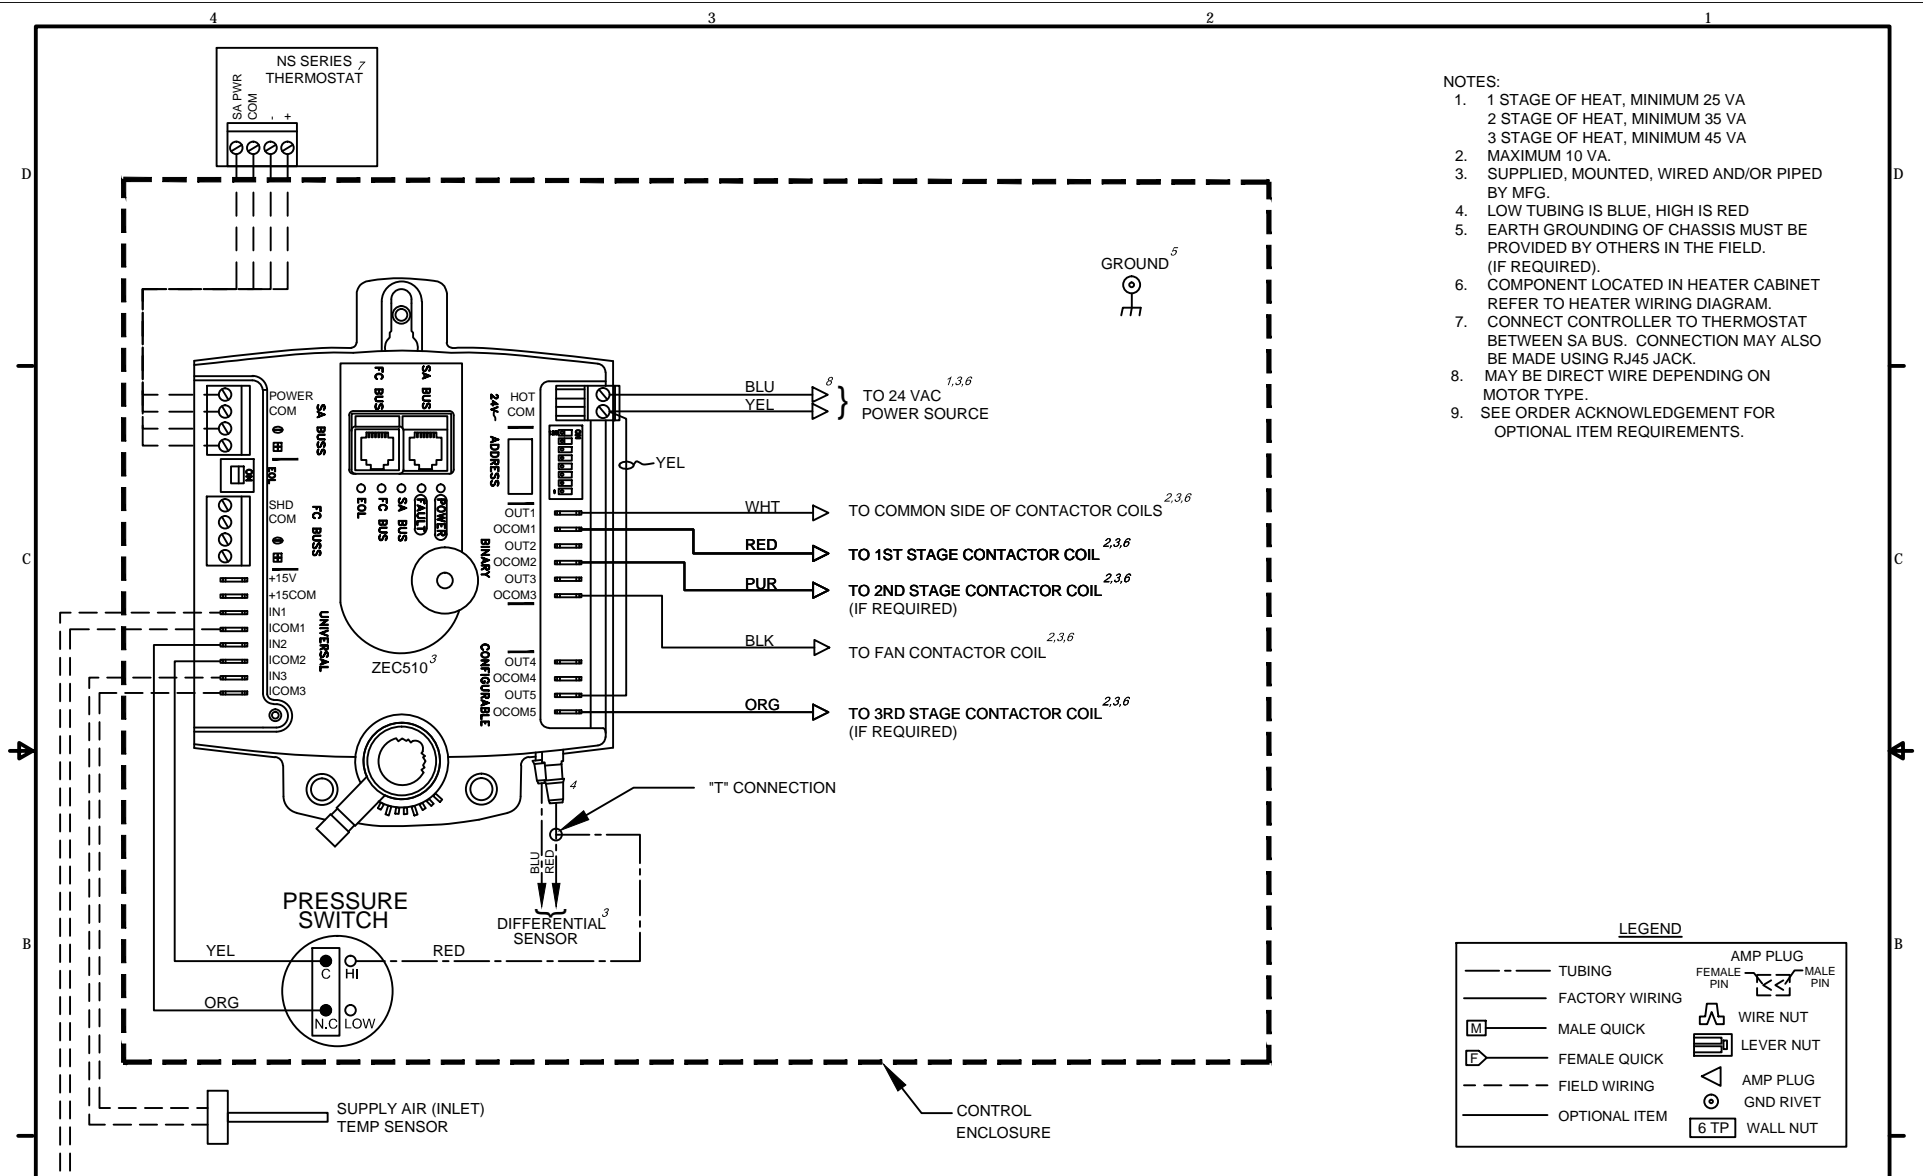 4 3 2 1
NS SERIES 7
THERMOSTAT
SA PWR
COM
-
+
D
D
NOTES:
1. 1 STAGE OF HEAT, MINIMUM 25 VA
2 STAGE OF HEAT, MINIMUM 35 VA
3 STAGE OF HEAT, MINIMUM 45 VA
2. MAXIMUM 10 VA.
3. SUPPLIED, MOUNTED, WIRED AND/OR PIPED
BY MFG.
4. LOW TUBING IS BLUE, HIGH IS RED
5. EARTH GROUNDING OF CHASSIS MUST BE
PROVIDED BY OTHERS IN THE FIELD.
(IF REQUIRED).
6. COMPONENT LOCATED IN HEATER CABINET
REFER TO HEATER WIRING DIAGRAM.
7. CONNECT CONTROLLER TO THERMOSTAT
BETWEEN SA BUS. CONNECTION MAY ALSO
BE MADE USING RJ45 JACK.
8. MAY BE DIRECT WIRE DEPENDING ON
MOTOR TYPE.
9. SEE ORDER ACKNOWLEDGEMENT FOR
OPTIONAL ITEM REQUIREMENTS.
GROUND 5
POWER
COM
SA BUSS
EOL
ON
SHD
COM
FC BUSS
+15V
+15COM
IN1
ICOM1
IN2
ICOM2
IN3
ICOM3
UNIVERSAL
FC BUS
SA BUS
EOL
FC BUS
SA BUS
FAULT
POWER
ZEC510 3
24V~
HOT
COM
ADDRESS
ON
OUT1
OCOM1
OUT2
OCOM2
OUT3
OCOM3
BINARY
OUT4
OCOM4
OUT5
OCOM5
CONFIGURABLE
BLU 8 TO 24 VAC 1,3,6
YEL POWER SOURCE
YEL
WHT TO COMMON SIDE OF CONTACTOR COILS 2,3,6
RED TO 1ST STAGE CONTACTOR COIL 2,3,6
PUR TO 2ND STAGE CONTACTOR COIL 2,3,6
(IF REQUIRED)
BLK TO FAN CONTACTOR COIL 2,3,6
ORG TO 3RD STAGE CONTACTOR COIL 2,3,6
(IF REQUIRED)
C
C
4
"T" CONNECTION
BLU
RED
DIFFERENTIAL 3
SENSOR
PRESSURE
SWITCH
YEL
RED
C HI
ORG
N.C LOW
B
B
SUPPLY AIR (INLET)
TEMP SENSOR
CONTROL
ENCLOSURE
LEGEND
TUBING
FACTORY WIRING
M MALE QUICK
F FEMALE QUICK
FIELD WIRING
OPTIONAL ITEM
AMP PLUG
FEMALE PIN
MALE PIN
WIRE NUT
LEVER NUT
AMP PLUG
GND RIVET
6 TP WALL NUT